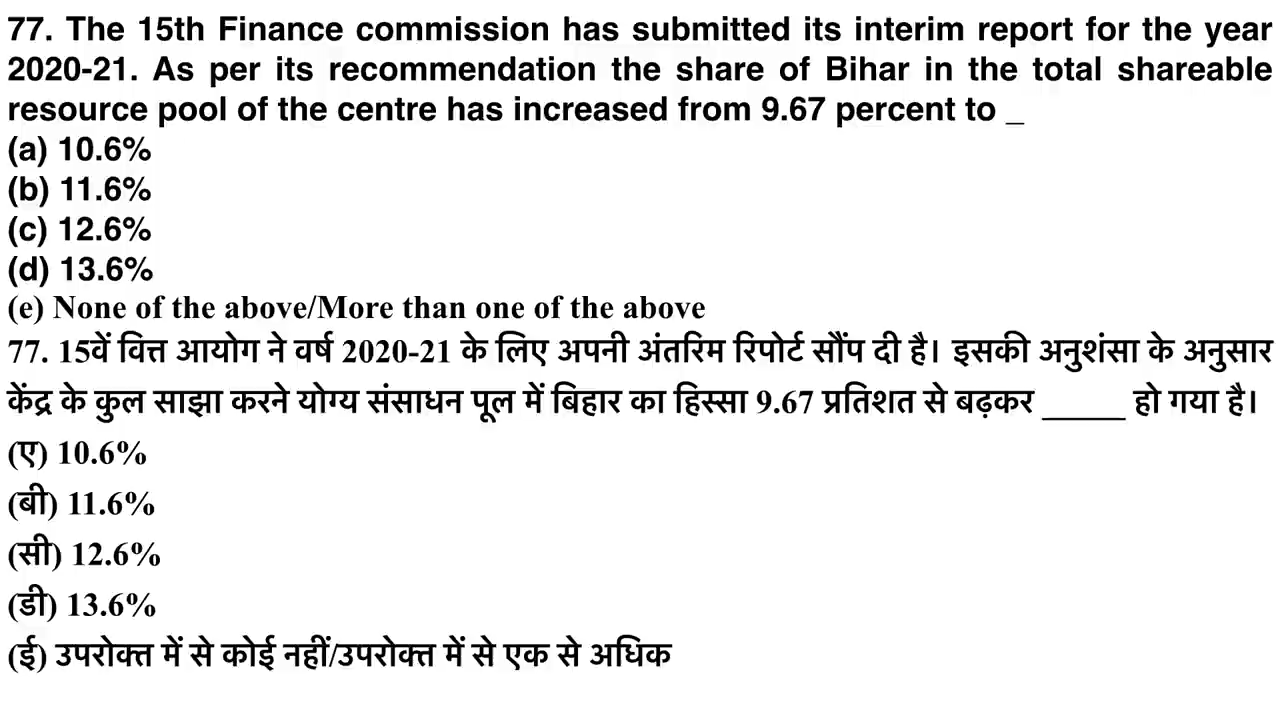 77. The 15th Finance commission has submitted its interim report for the year
2020-21. As per its recommendation the share of Bihar in the total shareable
resource pool of the centre has increased from 9.67 percent to _
(a) 10.6%
(b) 11.6%
(c) 12.6%
(d) 13.6%
(e) None of the above/More than one of the above
77. 15वें वित्त आयोग ने वर्ष 2020-21 के लिए अपनी अंतरिम रिपोर्ट सौंप दी है। इसकी अनुशंसा के अनुसार
केंद्र के कुल साझा करने योग्य संसाधन पूल में बिहार का हिस्सा 9.67 प्रतिशत से बढ़कर _____ हो गया है।
(ए) 10.6%
(बी) 11.6%
(सी) 12.6%
(डी) 13.6%
(ई) उपरोक्त में से कोई नहीं/उपरोक्त में से एक से अधिक